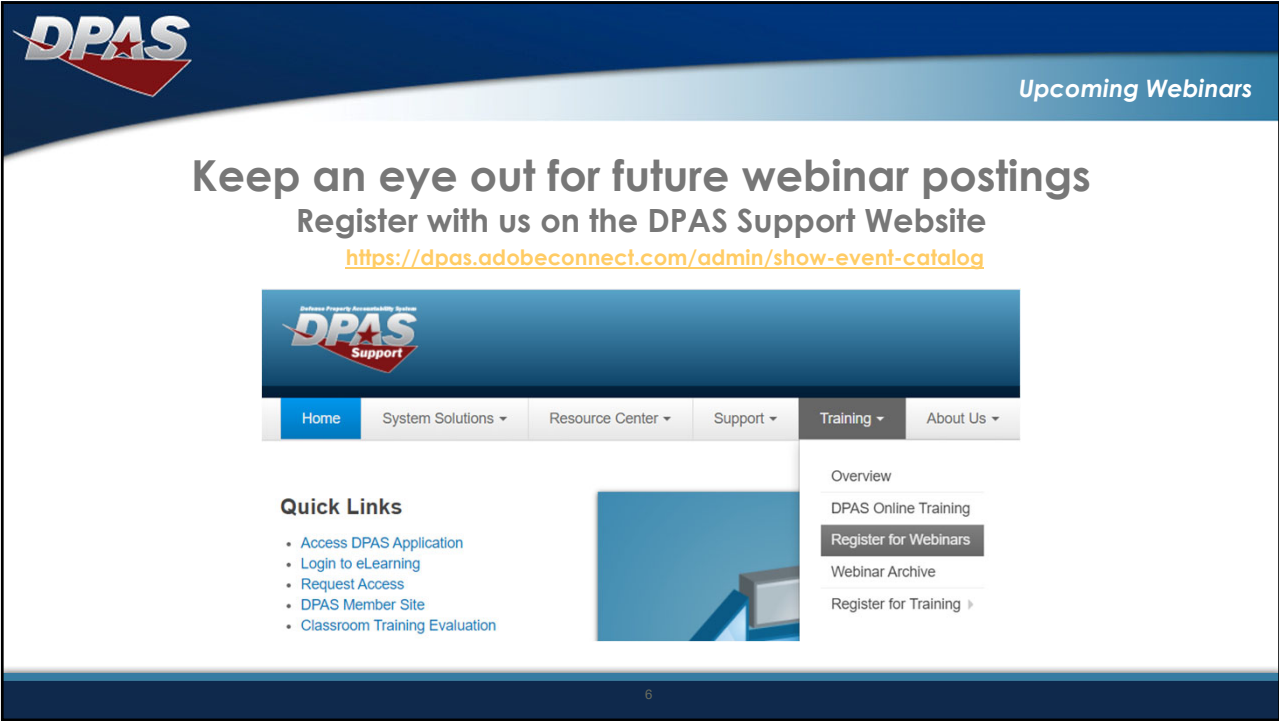 DPAS
Upcoming Webinars
Keep an eye out for future webinar postings
Register with us on the DPAS Support Website
https://dpas.adobeconnect.com/admin/show-event-catalog
Defense Property Accountability System
DPAS
Support
Home System Solutions Resource Center Support Training About Us
Overview
DPAS Online Training
Register for Webinars
Webinar Archive
Register for Training
Quick Links
• Access DPAS Application
• Login to eLearning
• Request Access
• DPAS Member Site
• Classroom Training Evaluation
6